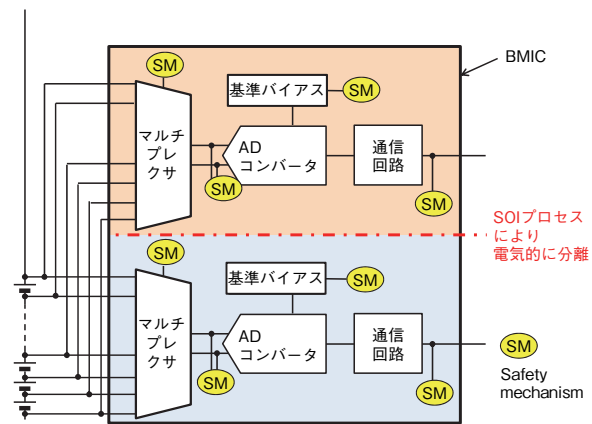 BMIC
SM
基準バイアス
SM
マルチ
プレ
クサ
AD
コンバータ
通信
回路
SM
SM
SOIプロセス
により
電気的に分離
SM
基準バイアス
SM
マルチ
プレ
クサ
AD
コンバータ
通信
回路
SM
SM
SM
Safety
mechanism